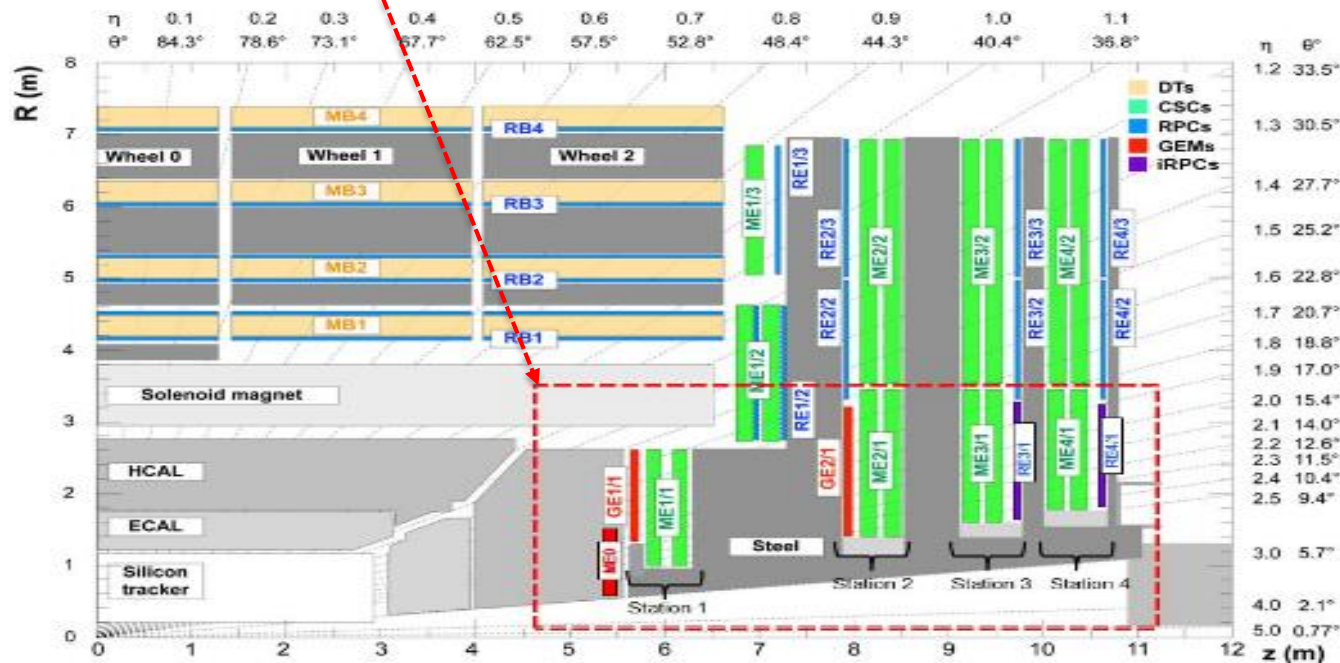 η 0.1 0.2 0.3 0.4 0.5 0.6 0.7 0.8 0.9 1.0 1.1
θ° 84.3° 78.6° 73.1° 67.7° 62.5° 57.5° 52.8° 48.4° 44.3° 40.4° 36.8° η θ°
R (m)
8
7
6
5
4
3
2
1
0
1.2 33.5°
1.3 30.5°
1.4 27.7°
1.5 25.2°
1.6 22.8°
1.7 20.7°
1.8 18.8°
1.9 17.0°
2.0 15.4°
2.1 14.0°
2.2 12.6°
2.3 11.5°
2.4 10.4°
2.5 9.4°
3.0 5.7°
4.0 2.1°
5.0 0.77°
DTs
CSCs
RPCs
GEMs
iRPCs
MB4
RB4
Wheel 0 Wheel 1 Wheel 2
MB3
RB3
MB2
RB2
MB1
RB1
Solenoid magnet
HCAL
ECAL
Silicon
tracker
Steel
RE1/3
ME1/3
ME1/2
RE1/2
RE2/3
RE2/2
ME2/2
ME3/2
RE3/3
RE3/2
ME4/2
RE4/3
RE4/2
GE1/1
ME1/1
ME0
GE2/1
ME2/1
ME3/1
RE3/1
ME4/1
RE4/1
Station 1
Station 2
Station 3
Station 4
0 1 2 3 4 5 6 7 8 9 10 11 12
z (m)